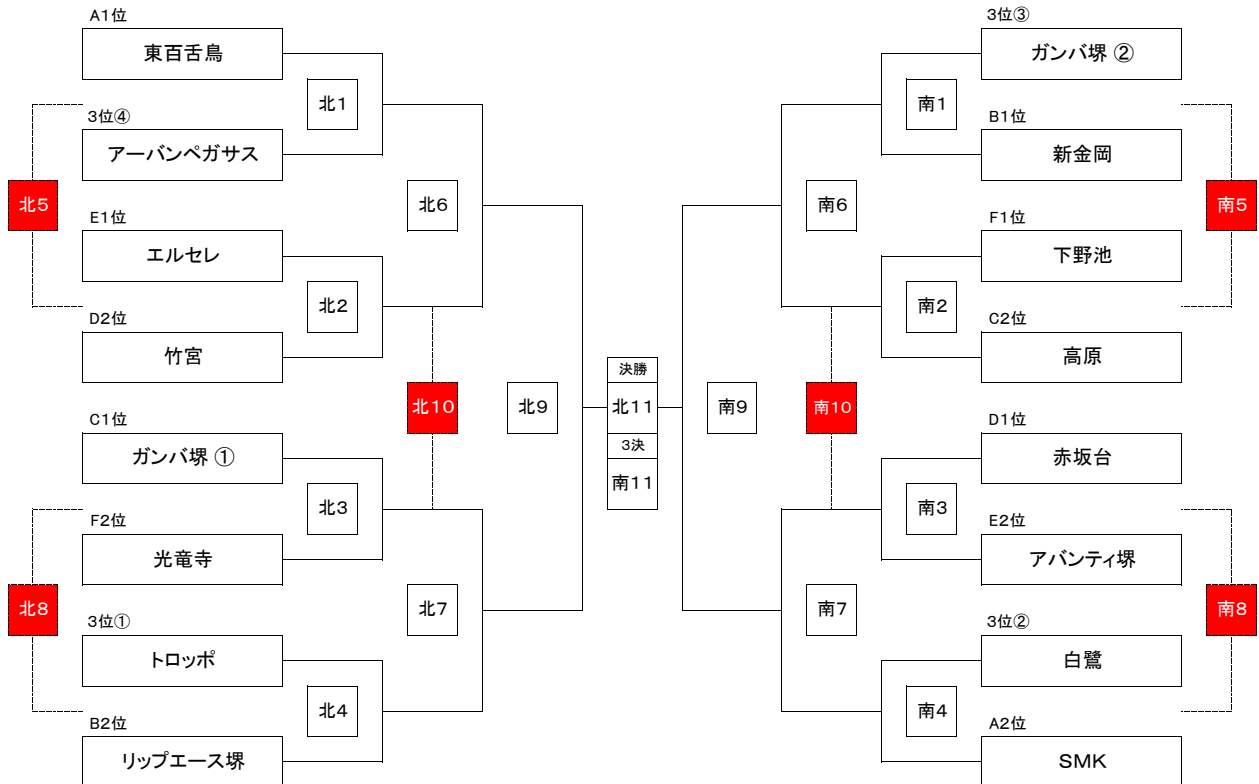 A1位
東百舌鳥
北1
3位④
アーバンペガサス
北5
北6
E1位
エルセレ
北2
D2位
竹宮
北10
北9
C1位
ガンバ堺 ①
北3
F2位
光竜寺
北8
北7
3位①
トロッポ
北4
B2位
リップエース堺
決勝
北11
3決
南11
3位③
ガンバ堺 ②
南1
B1位
新金岡
南5
南6
F1位
下野池
南2
C2位
高原
南9
南10
D1位
赤坂台
南3
E2位
アバンティ堺
南8
南7
3位②
白鷺
南4
A2位
SMK